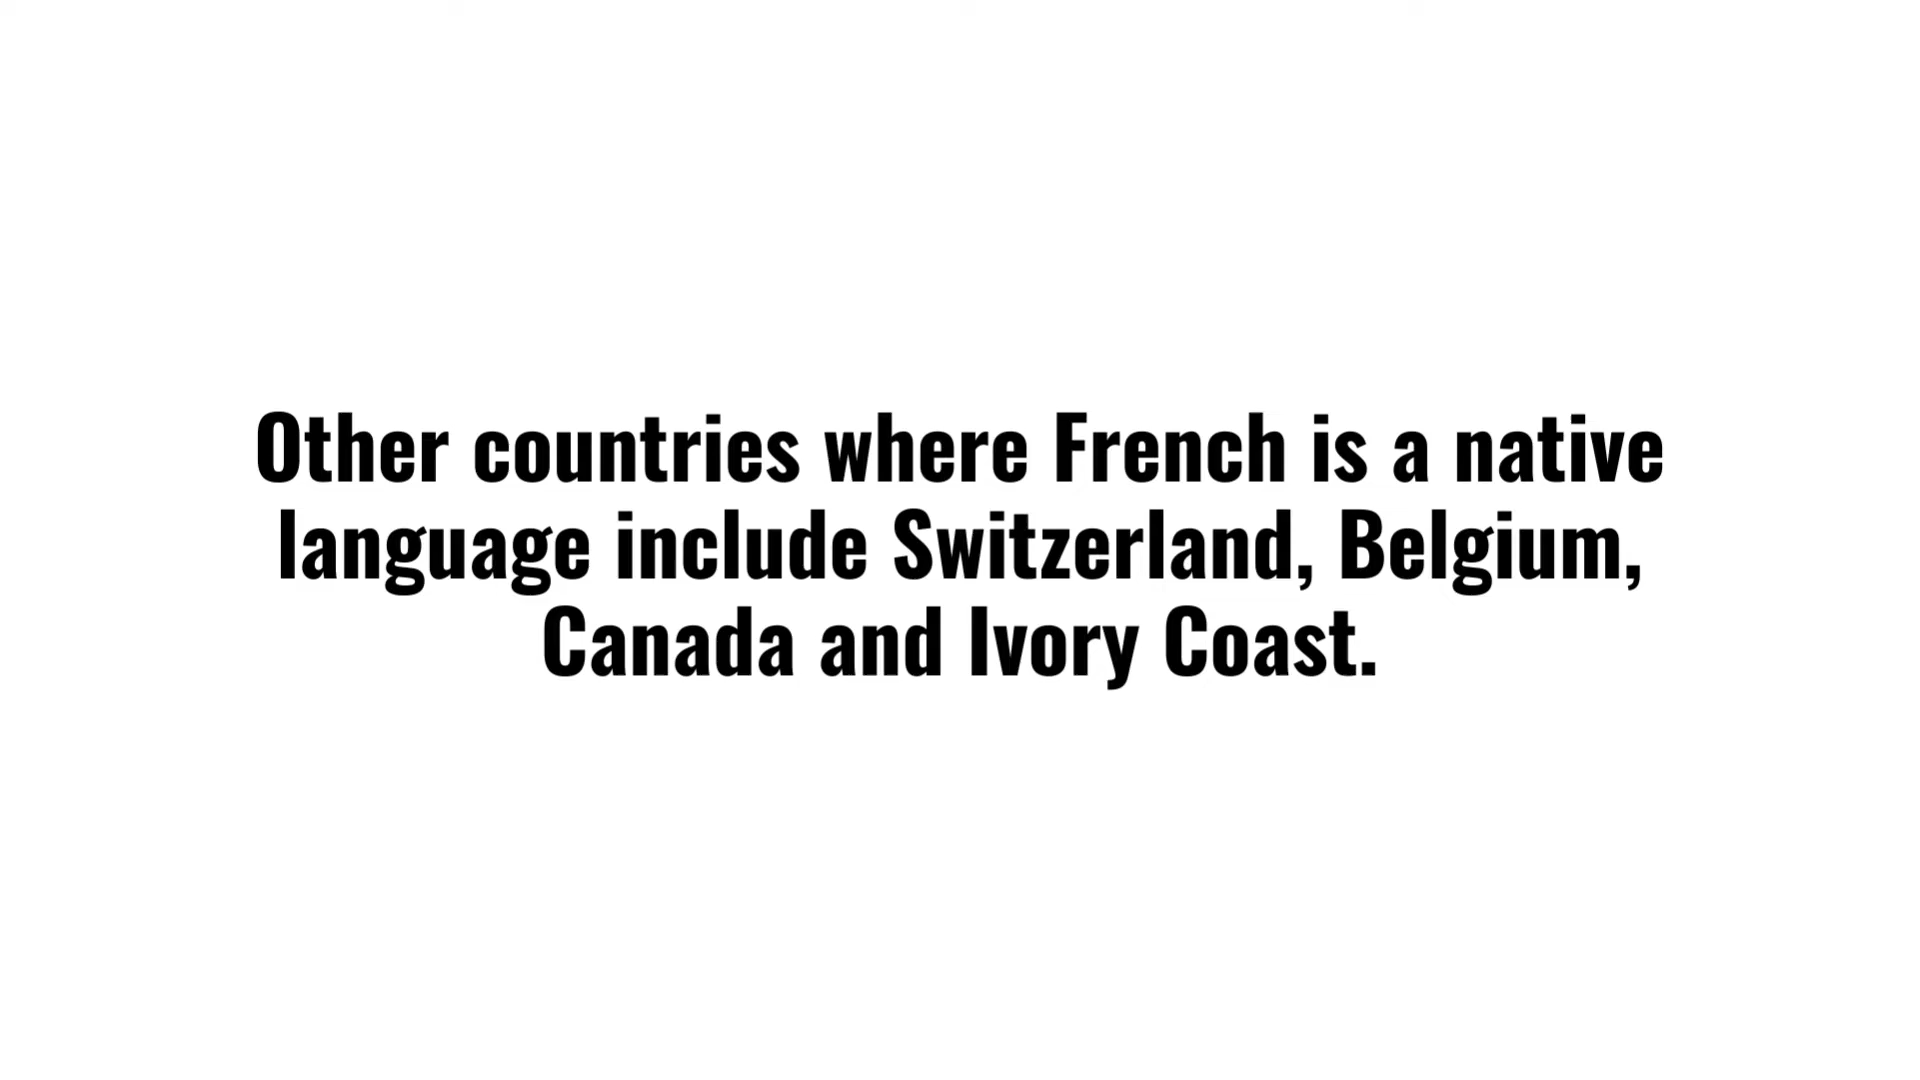 Other countries where French is a native
language include Switzerland, Belgium,
Canada and Ivory Coast.